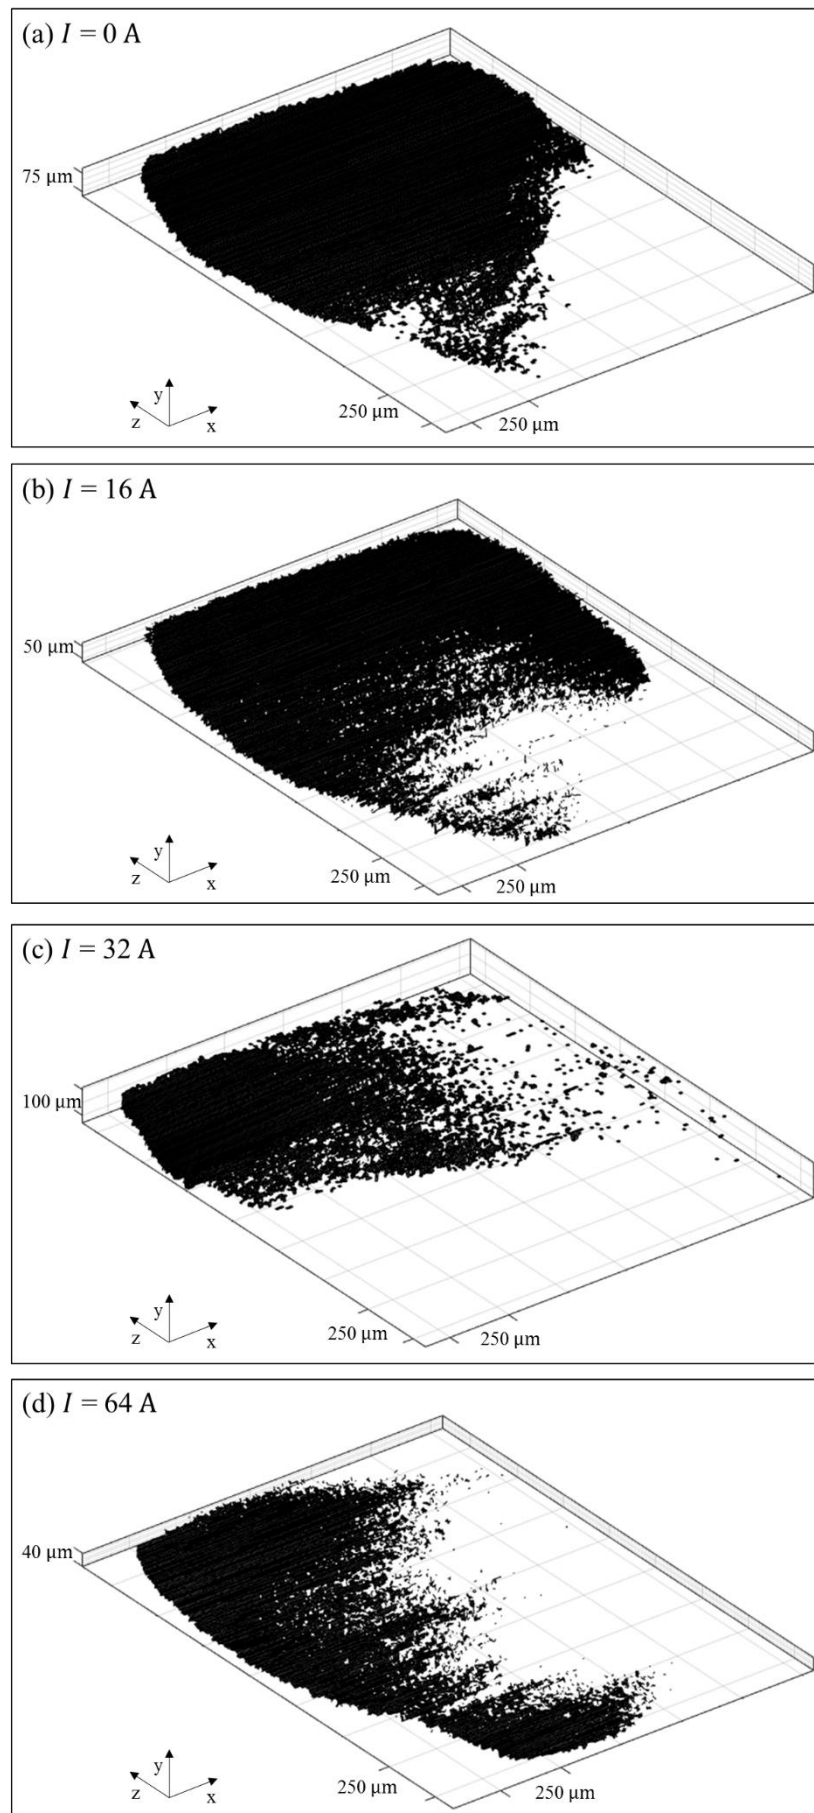 (a) I = 0 A
75 µm
250 µm
250 µm
y
z
x
(b) I = 16 A
50 µm
250 µm
250 µm
y
z
x
(c) I = 32 A
100 µm
250 µm
250 µm
y
z
x
(d) I = 64 A
40 µm
250 µm
250 µm
y
z
x